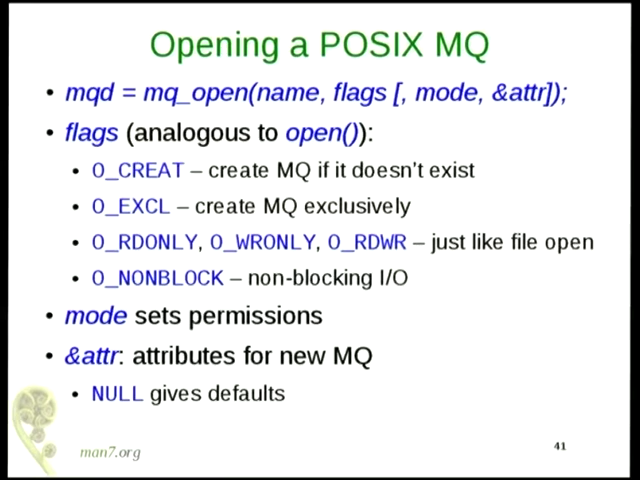 Opening a POSIX MQ
• mqd = mq_open(name, flags [, mode, &attr]);
• flags (analogous to open()):
• O_CREAT – create MQ if it doesn't exist
• O_EXCL – create MQ exclusively
• O_RDONLY, O_WRONLY, O_RDWR – just like file open
• O_NONBLOCK – non-blocking I/O
• mode sets permissions
• &attr: attributes for new MQ
• NULL gives defaults
man7.org
41